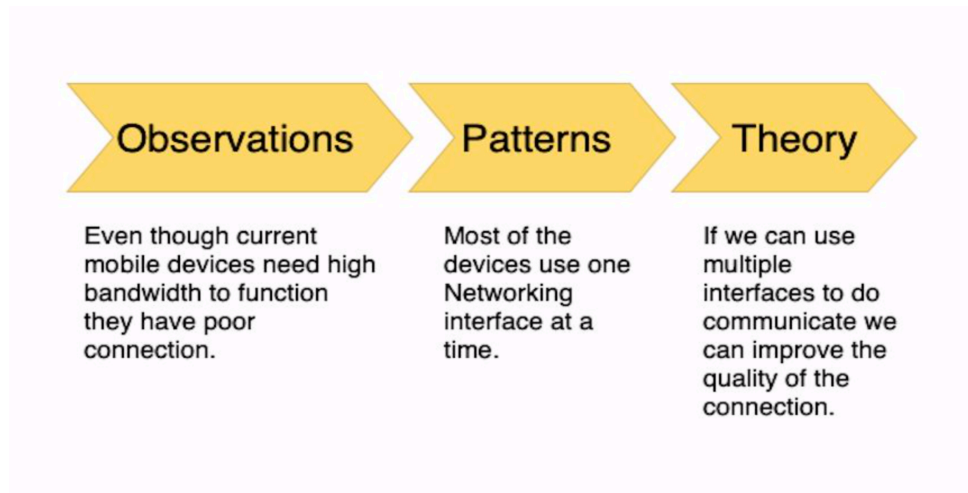 Observations
Patterns
Theory
Even though current
mobile devices need high
bandwidth to function
they have poor
connection.
Most of the
devices use one
Networking
interface at a
time.
If we can use
multiple
interfaces to do
communicate we
can improve the
quality of the
connection.